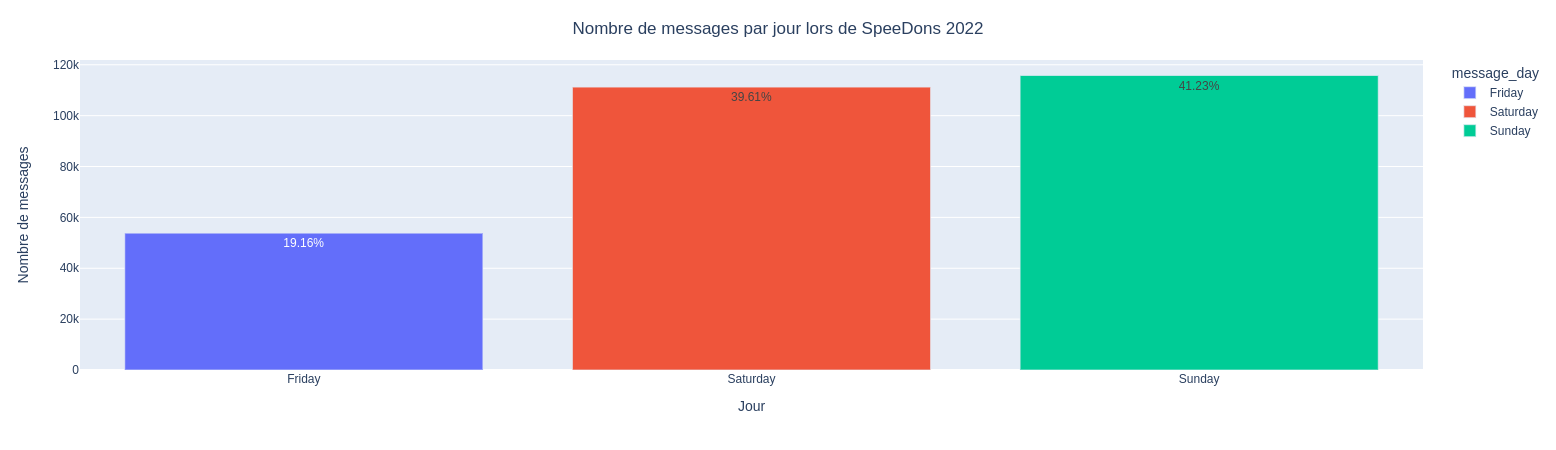 Nombre de messages par jour lors de SpeeDons 2022
Nombre de messages
120k
100k
80k
60k
40k
20k
0
19.16%
39.61%
41.23%
Friday
Saturday
Sunday
Jour
message_day
Friday
Saturday
Sunday